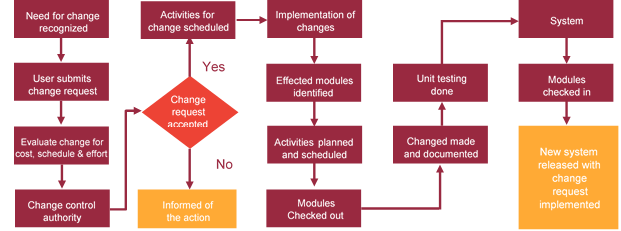 Need for change
recognized
User submits
change request
Evaluate change for
cost, schedule & effort
Change control
authority
Activities for
change scheduled
Yes
Change
request
accepted
No
Informed of
the action
Implementation of
changes
Effected modules
identified
Activities planned
and scheduled
Modules
Checked out
Changed made
and documented
Unit testing
done
System
Modules
checked in
New system
released with
change
request
implemented